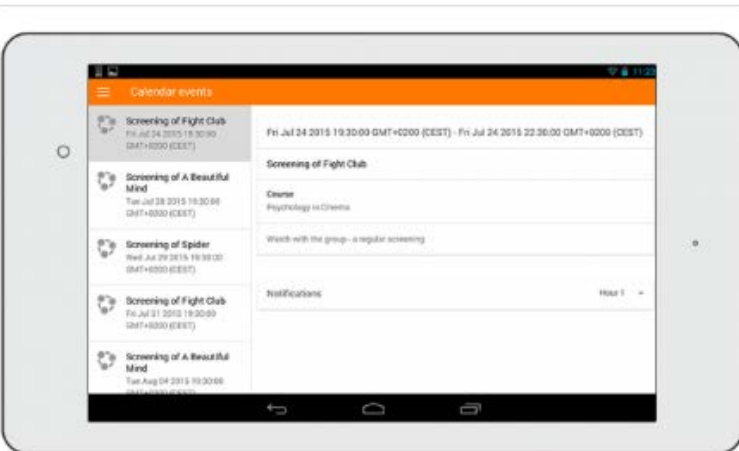 11:23
Calendar events
Screening of Fight Club
Fri Jul 24 2015 19:30:00
GMT+0200 (CEST)
Screening of A Beautiful
Mind
Tue Jul 28 2015 19:30:00
GMT+0200 (CEST)
Screening of Spider
Wed Jul 29 2015 19:30:00
GMT+0200 (CEST)
Screening of Fight Club
Fri Jul 31 2015 19:30:00
GMT+0200 (CEST)
Screening of A Beautiful
Mind
Tue Aug 04 2015 19:30:00
GMT+0200 (CEST)
Fri Jul 24 2015 19:30:00 GMT+0200 (CEST) - Fri Jul 24 2015 22:30:00 GMT+0200 (CEST)
Screening of Fight Club
Course
Psychology in Cinema
Watch with the group - a regular screening
Notifications
Hour 1